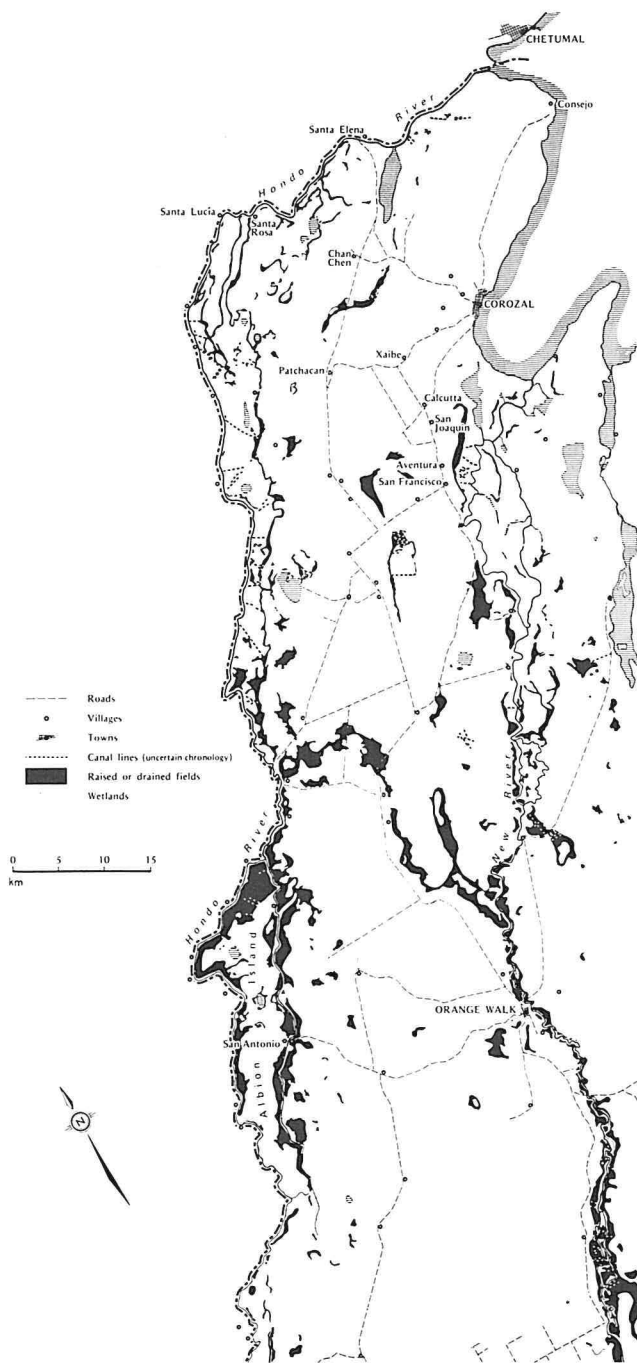 CHETUMAL
Consejo
Santa Elena
Hondo River
Santa Lucia
Santa
Rosa
Chan
Chen
COROZAL
Xaibe
Patchacan
Calcutta
San
Joaquin
Aventura
San Francisco
Roads
Villages
Towns
Canal lines (uncertain chronology)
Raised or drained fields
Wetlands
0 5 10 15
km
New River
Hondo River
Albion Island
ORANGE WALK
San Antonio
N